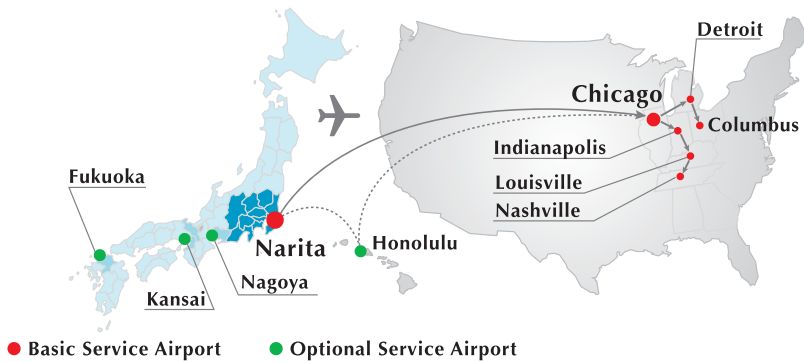 Detroit
Chicago
Columbus
Indianapolis
Louisville
Nashville
Fukuoka
Narita
Honolulu
Nagoya
Kansai
Basic Service Airport
Optional Service Airport